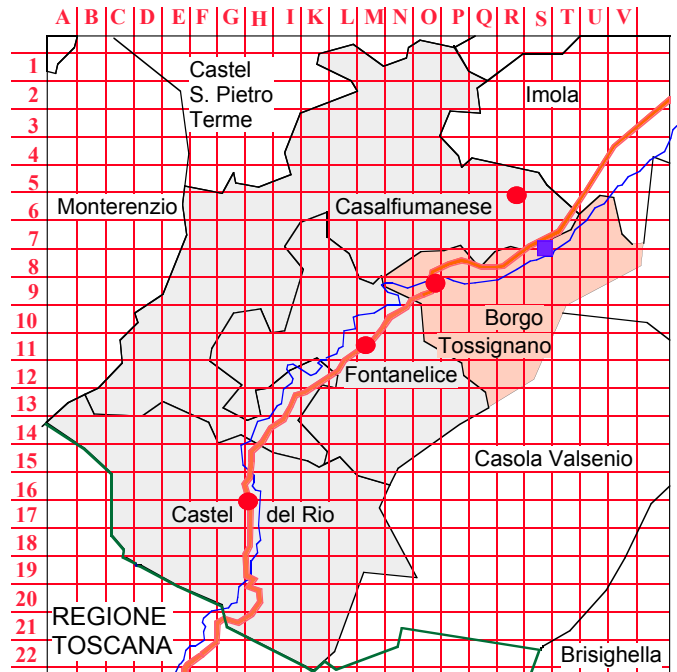 A B C D E F G H I K L M N O P Q R S T U V
1
2
3
4
5
6
7
8
9
10
11
12
13
14
15
16
17
18
19
20
21
22
Castel
S. Pietro
Terme
Imola
Monterenzio
Casalfiumanese
Borgo
Tossignano
Fontanelice
Casola Valsenio
Castel del Rio
REGIONE
TOSCANA
Brisighella